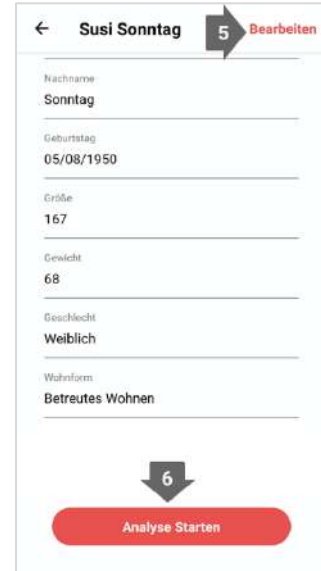 ← Susi Sonntag 5 Bearbeiten
Nachname
Sonntag
Geburtstag
05/08/1950
Größe
167
Gewicht
68
Geschlecht
Weiblich
Wohnform
Betreutes Wohnen
6
Analyse Starten